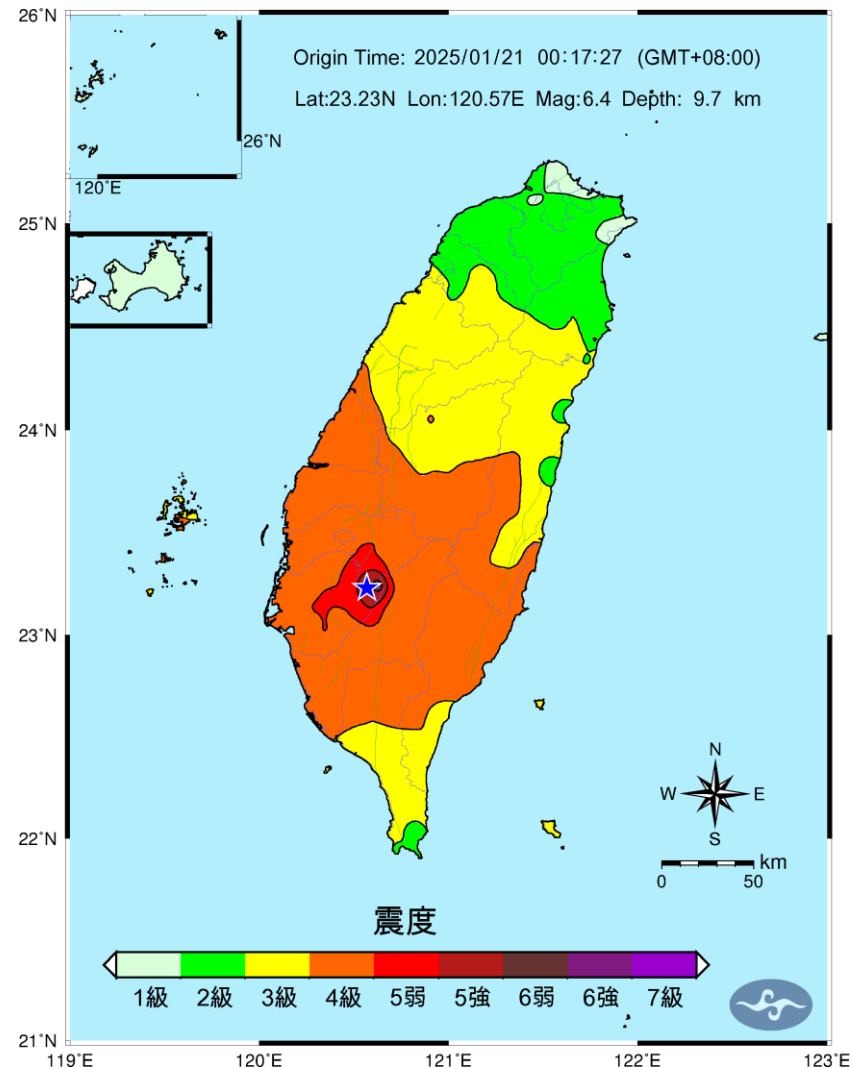 26°N
Origin Time: 2025/01/21 00:17:27 (GMT+08:00)
Lat:23.23N Lon:120.57E Mag:6.4 Depth: 9.7 km
26°N
120°E
25°N
24°N
23°N
N
W E
S
22°N
km
0 50
震度
1級 2級 3級 4級 5弱 5強 6弱 6強 7級
21°N
119°E 120°E 121°E 122°E 123°E